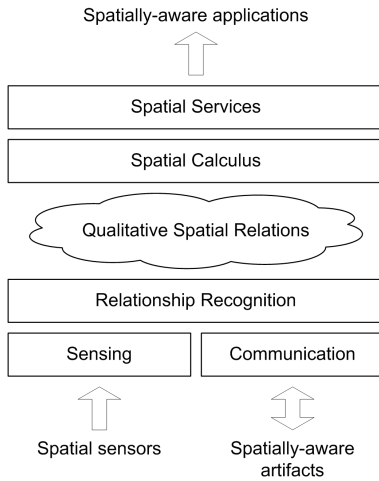 Spatially-aware applications
Spatial Services
Spatial Calculus
Qualitative Spatial Relations
Relationship Recognition
Sensing
Communication
Spatial sensors
Spatially-aware
artifacts